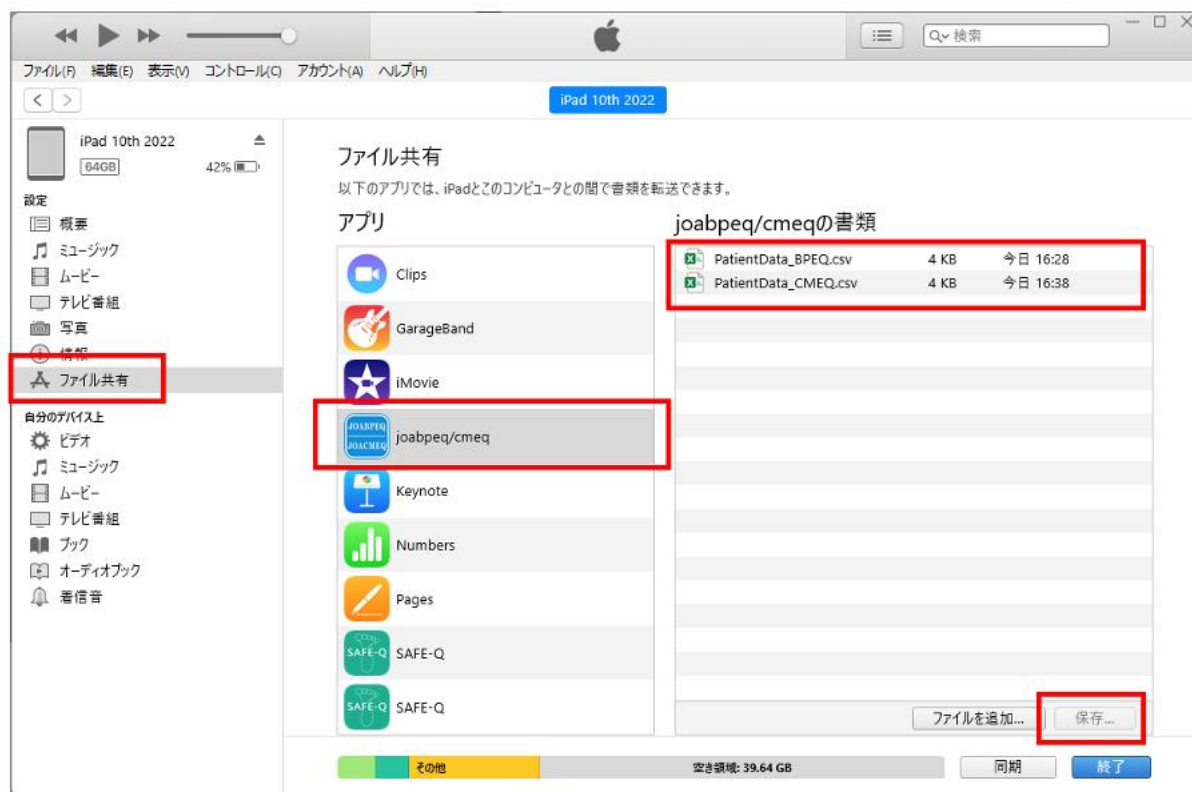 検索
ファイル(F) 編集(E) 表示(V) コントロール(C) アカウント(A) ヘルプ(H)
iPad 10th 2022
iPad 10th 2022
64GB 42%
設定
概要
ミュージック
ムービー
テレビ番組
写真
情報
ファイル共有
自分のデバイス上
ビデオ
ミュージック
ムービー
テレビ番組
ブック
オーディオブック
着信音
ファイル共有
以下のアプリでは、iPadとこのコンピュータとの間で書類を転送できます。
アプリ
Clips
GarageBand
iMovie
JOABPEQ
JOACMEQ
joabpeq/cmeq
Keynote
Numbers
Pages
SAFE-Q
SAFE-Q
SAFE-Q
SAFE-Q
joabpeq/cmeqの書類
PatientData_BPEQ.csv 4 KB 今日 16:28
PatientData_CMEQ.csv 4 KB 今日 16:38
ファイルを追加... 保存...
その他 空き領域: 39.64 GB 同期 終了